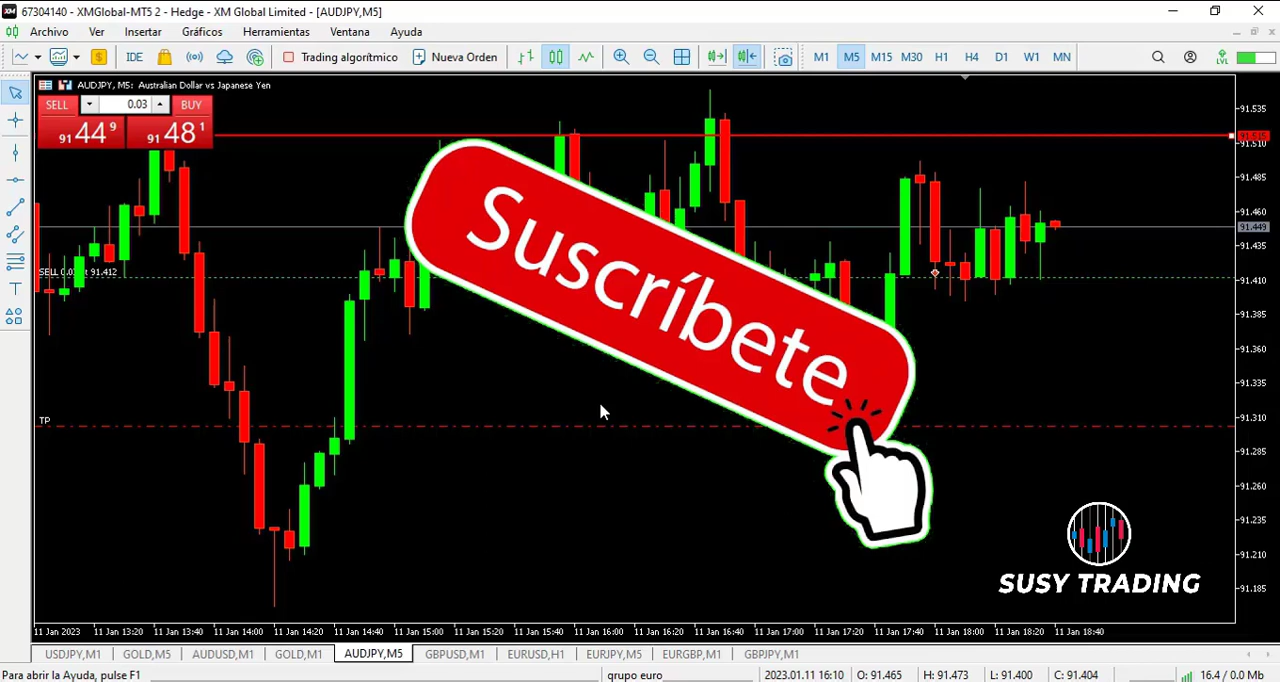 67304140 - XMGlobal-MT5 2 - Hedge - XM Global Limited - [AUDJPY,M5]
Archivo Ver Insertar Gráficos Herramientas Ventana Ayuda
IDE Trading algorítmico Nueva Orden M1 M5 M15 M30 H1 H4 D1 W1 MN LVL
AUDJPY, M5: Australian Dollar vs Japanese Yen
SELL 0.03 BUY
91 44 9 91 48 1
91.535
91.515
91.510
91.485
91.460
91.449
91.435
91.410
91.385
91.360
91.335
91.310
91.285
91.260
91.235
91.210
91.185
SELL 0.03 at 91.412
TP
Suscríbete
SUSY TRADING
11 Jan 2023 11 Jan 13:20 11 Jan 13:40 11 Jan 14:00 11 Jan 14:20 11 Jan 14:40 11 Jan 15:00 11 Jan 15:20 11 Jan 15:40 11 Jan 16:00 11 Jan 16:20 11 Jan 16:40 11 Jan 17:00 11 Jan 17:20 11 Jan 17:40 11 Jan 18:00 11 Jan 18:20 11 Jan 18:40
USDJPY,M1 GOLD,M5 AUDUSD,M1 GOLD,M1 AUDJPY,M5 GBPUSD,M1 EURUSD,H1 EURJPY,M5 EURGBP,M1 GBPJPY,M1
Para abrir la Ayuda, pulse F1 grupo euro 2023.01.11 16:10 O: 91.465 H: 91.473 L: 91.400 C: 91.404 16.4 / 0.0 Mb